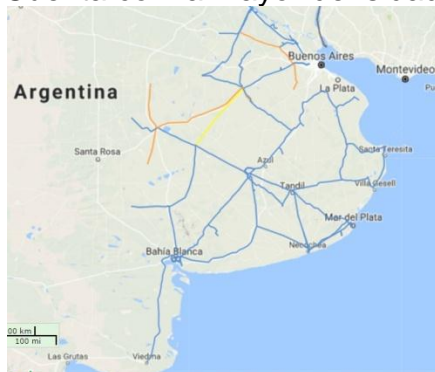 Buenos Aires
Montevideo
La Plata
Argentina
Santa Teresita
Santa Rosa
Azul
Tandil
Villa Gesell
Mar del Plata
Necochea
Bahía Blanca
00 km
100 mi
Las Grutas
Viedma